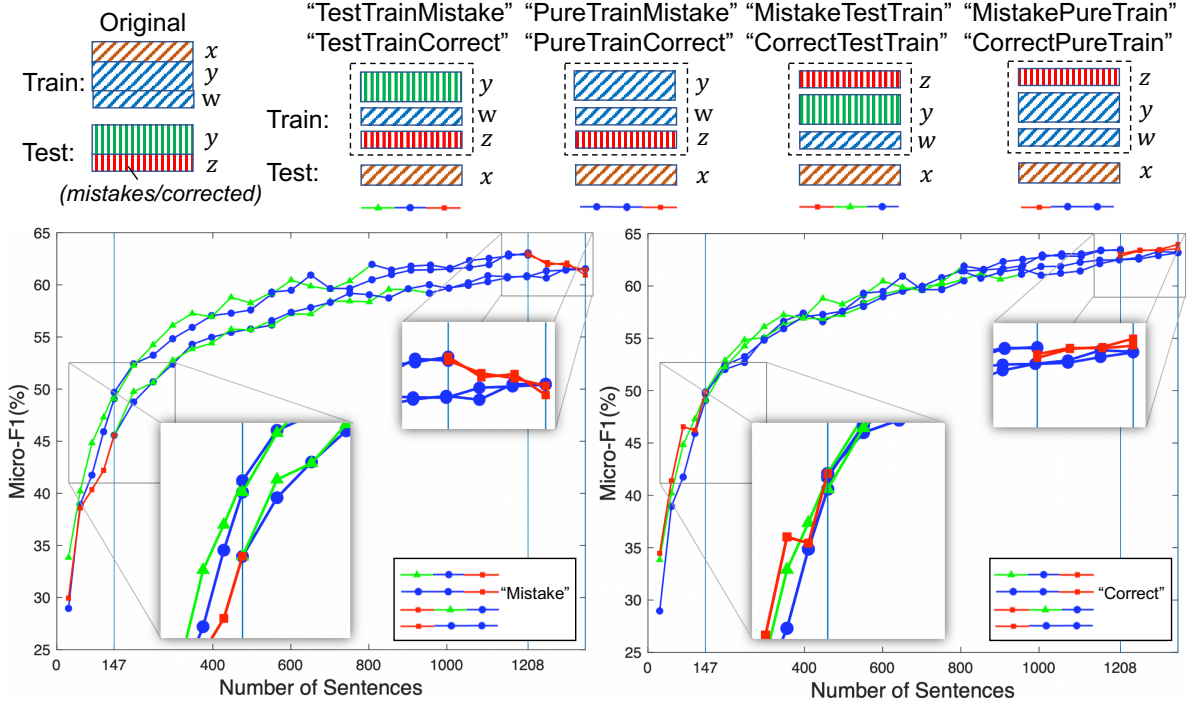 Original
Train:
x
y
w
Test:
y
z
(mistakes/corrected)
“TestTrainMistake”
“TestTrainCorrect”
“PureTrainMistake”
“PureTrainCorrect”
“MistakeTestTrain”
“CorrectTestTrain”
“MistakePureTrain”
“CorrectPureTrain”
Train:
y
w
z
Test:
x
y
w
z
x
z
y
w
x
z
y
w
x
65
60
55
50
45
40
35
30
25
Micro-F1(%)
0
147
400
600
800
1000
1208
Number of Sentences
“Mistake”
65
60
55
50
45
40
35
30
25
Micro-F1(%)
0
147
400
600
800
1000
1208
Number of Sentences
“Correct”